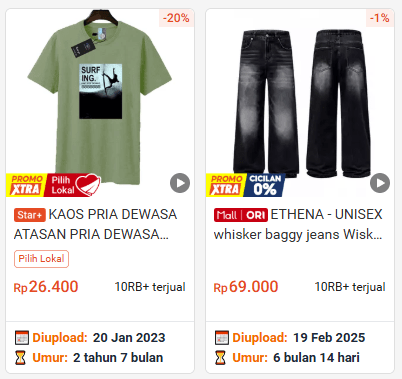 -20%
SURF
ING.
PROMO
XTRA
Pilih
Lokal
Star+ KAOS PRIA DEWASA
ATASAN PRIA DEWASA...
Pilih Lokal
Rp26.400 10RB+ terjual
Diupload: 20 Jan 2023
Umur: 2 tahun 7 bulan
-1%
PROMO
XTRA
CICILAN
0%
Mall | ORI ETHENA - UNISEX
whisker baggy jeans Wisk...
Rp69.000 10RB+ terjual
Diupload: 19 Feb 2025
Umur: 6 bulan 14 hari